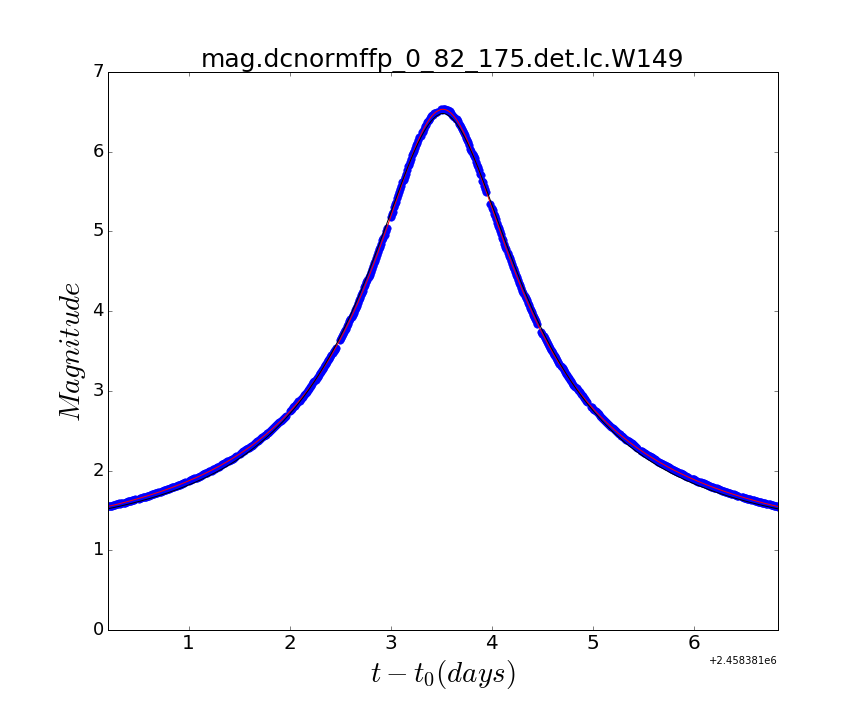 mag.dcnormffp_0_82_175.det.lc.W149
7
6
5
4
3
2
1
0
Magnitude
1 2 3 4 5 6
+2.458381e6
t − t₀(days)